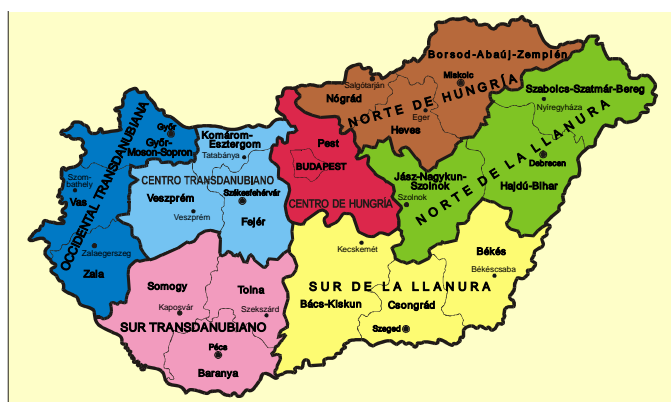 Borsod-Abaúj-Zemplén
Miskolc
Salgótarján
Nógrád
NORTE DE HUNGRÍA
Eger
Heves
Szabolcs-Szatmár-Bereg
Nyíregyháza
Debrecen
Hajdú-Bihar
Jász-Nagykun-
Szolnok
Szolnok
NORTE DE LA LLANURA
Pest
BUDAPEST
CENTRO DE HUNGRÍA
Győr
Győr-
Moson-Sopron
OCCIDENTAL TRANSDANUBIANA
Szom-
bathely
Vas
Zalaegerszeg
Zala
Komárom-
Esztergom
Tatabánya
CENTRO TRANSDANUBIANO
Veszprém
Veszprém
Székesfehérvár
Fejér
Somogy
Kaposvár
Tolna
Szekszárd
SUR TRANSDANUBIANO
Pécs
Baranya
Kecskemét
Békés
Békéscsaba
SUR DE LA LLANURA
Bács-Kiskun
Csongrád
Szeged